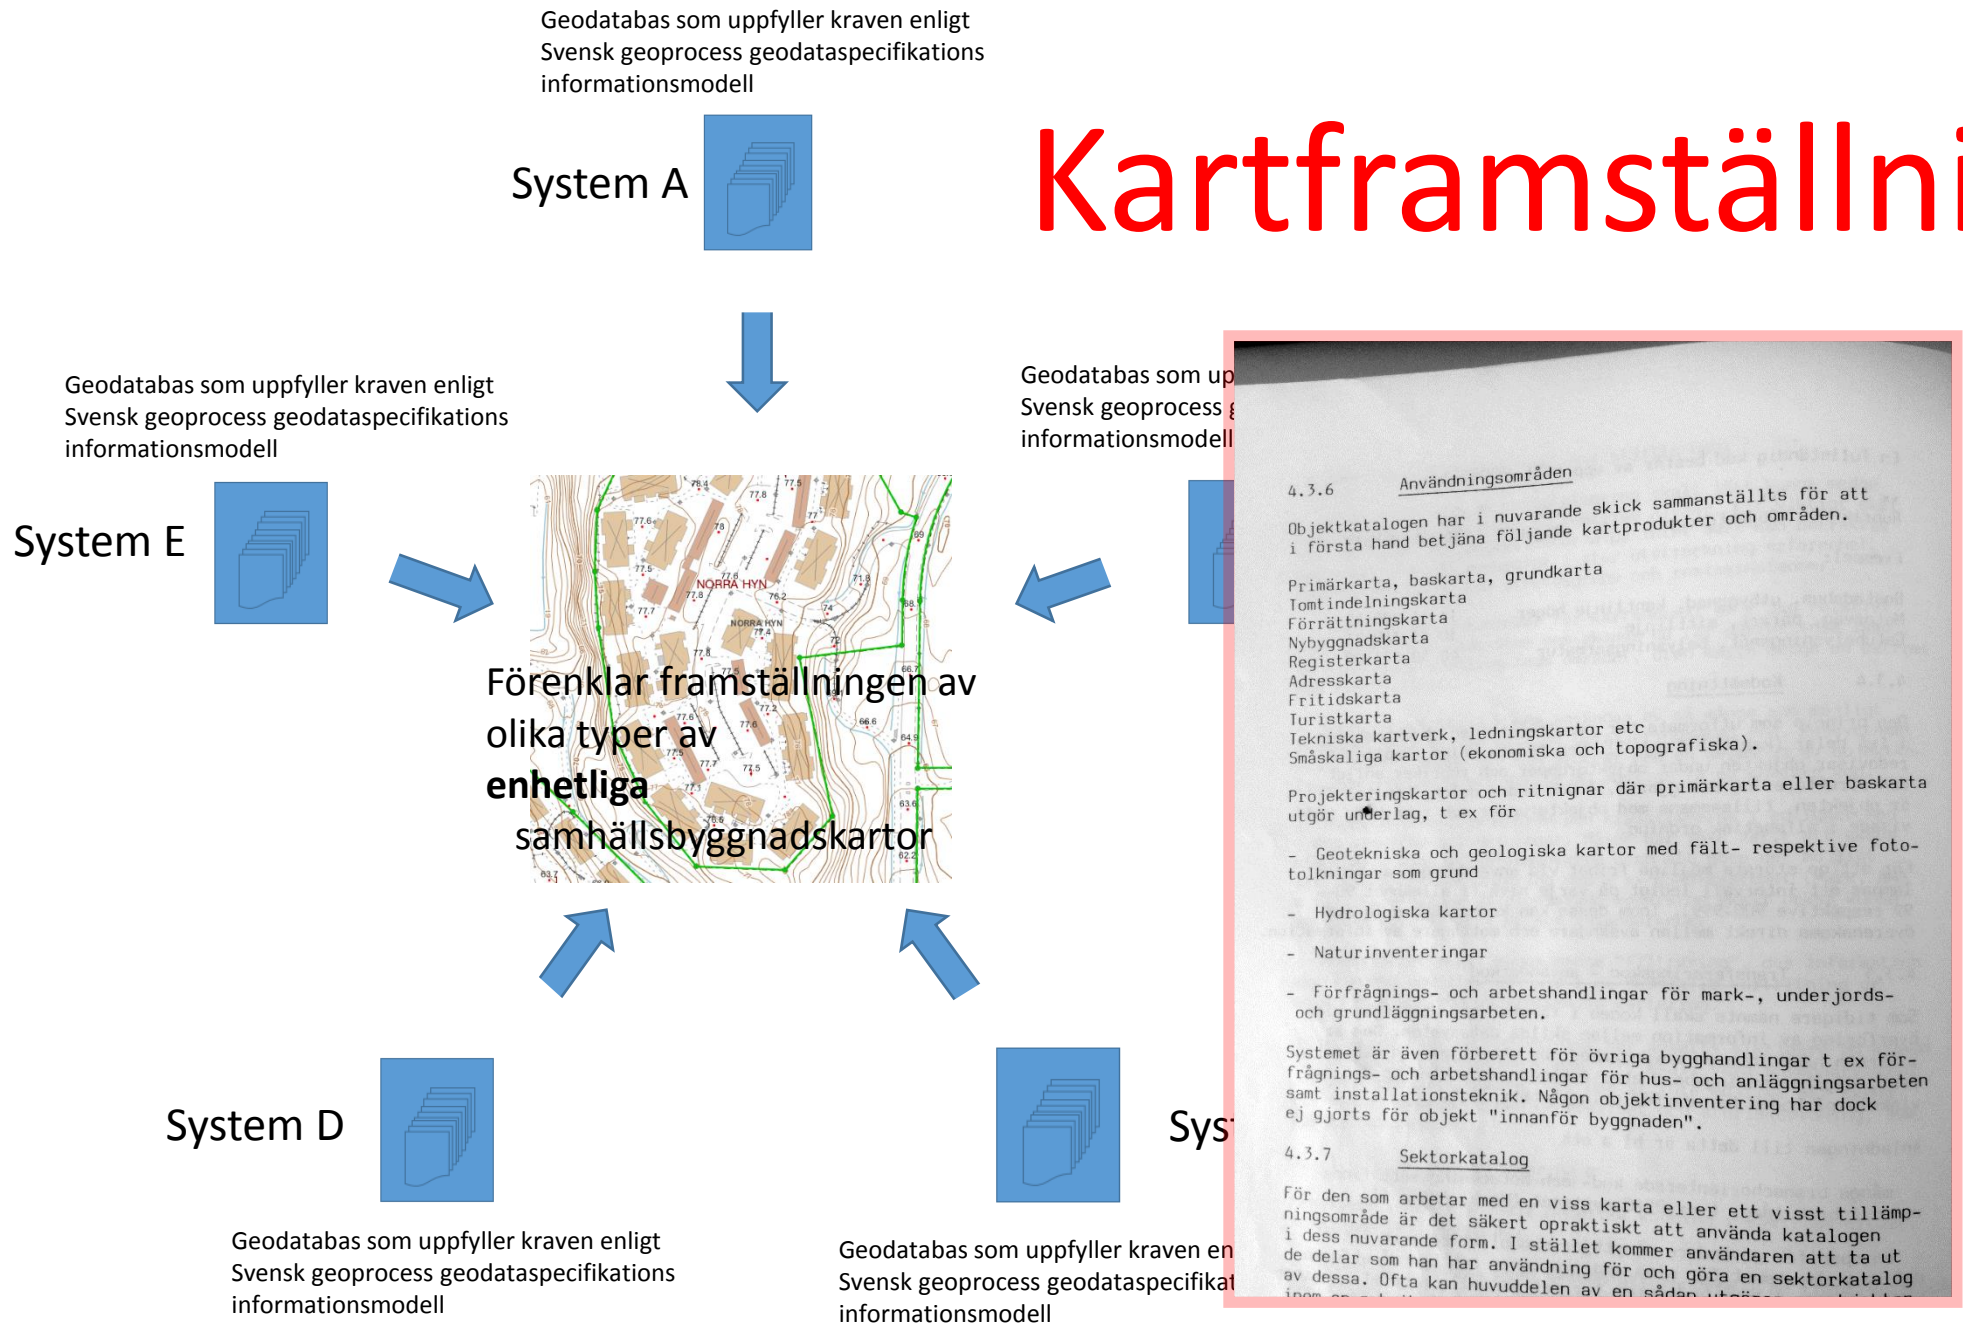 Geodatabas som uppfyller kraven enligt
Svensk geoprocess geodataspecifikations
informationsmodell
System A
Kartframställni
Geodatabas som uppfyller kraven enligt
Svensk geoprocess geodataspecifikations
informationsmodell
System E
Geodatabas som up
Svensk geoprocess
informationsmodell
NORRA HYN
NORRA HYN
Förenklar framställningen av
olika typer av
enhetliga
samhällsbyggnadskartor
System D
Geodatabas som uppfyller kraven enligt
Svensk geoprocess geodataspecifikations
informationsmodell
Sys
Geodatabas som uppfyller kraven en
Svensk geoprocess geodataspecifikat
informationsmodell
4.3.6 Användningsområden
Objektkatalogen har i nuvarande skick sammanställts för att
i första hand betjäna följande kartprodukter och områden.
Primärkarta, baskarta, grundkarta
Tomtindelningskarta
Förrättningskarta
Nybyggnadskarta
Registerkarta
Adresskarta
Fritidskarta
Turistkarta
Tekniska kartverk, ledningskartor etc
Småskaliga kartor (ekonomiska och topografiska).
Projekteringskartor och ritnignar där primärkarta eller baskarta
utgör underlag, t ex för
- Geotekniska och geologiska kartor med fält- respektive foto-
tolkningar som grund
- Hydrologiska kartor
- Naturinventeringar
- Förfrågnings- och arbetshandlingar för mark-, underjords-
och grundläggningsarbeten.
Systemet är även förberett för övriga bygghandlingar t ex för-
frågnings- och arbetshandlingar för hus- och anläggningsarbeten
samt installationsteknik. Någon objektinventering har dock
ej gjorts för objekt "innanför byggnaden".
4.3.7 Sektorkatalog
För den som arbetar med en viss karta eller ett visst tillämp-
ningsområde är det säkert opraktiskt att använda katalogen
i dess nuvarande form. I stället kommer användaren att ta ut
de delar som han har användning för och göra en sektorkatalog
av dessa. Ofta kan huvuddelen av en sådan